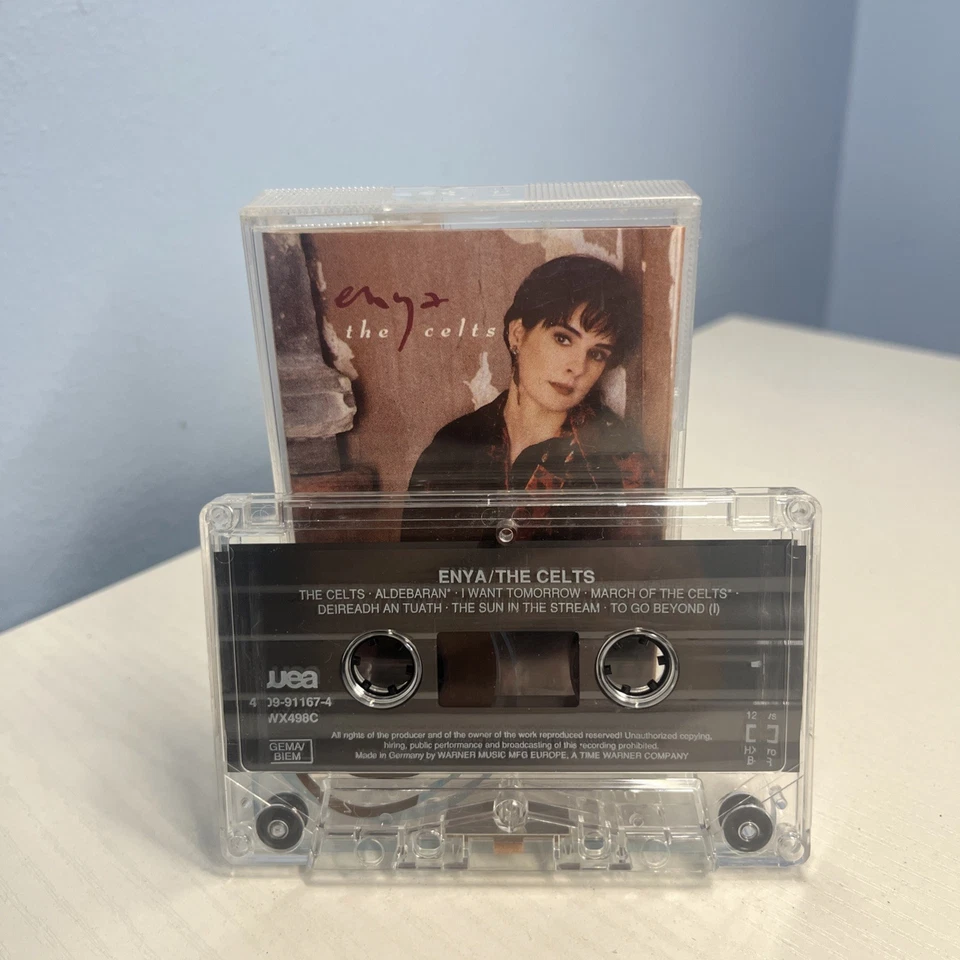 enya
the celts
ENYA/THE CELTS
THE CELTS · ALDEBARAN* · I WANT TOMORROW · MARCH OF THE CELTS* ·
DEIREADH AN TUATH · THE SUN IN THE STREAM · TO GO BEYOND (I)
wea
09-91167-4
WX498C
All rights of the producer and of the owner of the work reproduced reserved! Unauthorized copying,
hiring, public performance and broadcasting of this recording prohibited.
Made in Germany by WARNER MUSIC MFG EUROPE, A TIME WARNER COMPANY
GEMA/
BIEM